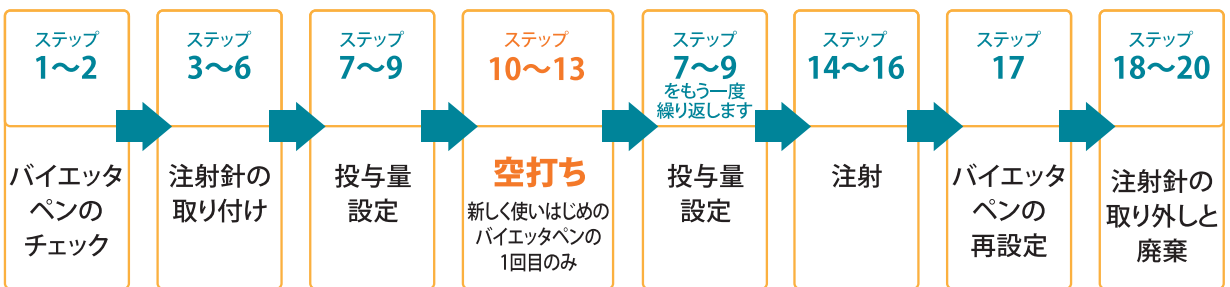 ステップ
1〜2
バイエッタ
ペンの
チェック
ステップ
3〜6
注射針の
取り付け
ステップ
7〜9
投与量
設定
ステップ
10〜13
空打ち
新しく使いはじめの
バイエッタペンの
1回目のみ
ステップ
7〜9
をもう一度
繰り返します
投与量
設定
ステップ
14〜16
注射
ステップ
17
バイエッタ
ペンの
再設定
ステップ
18〜20
注射針の
取り外しと
廃棄